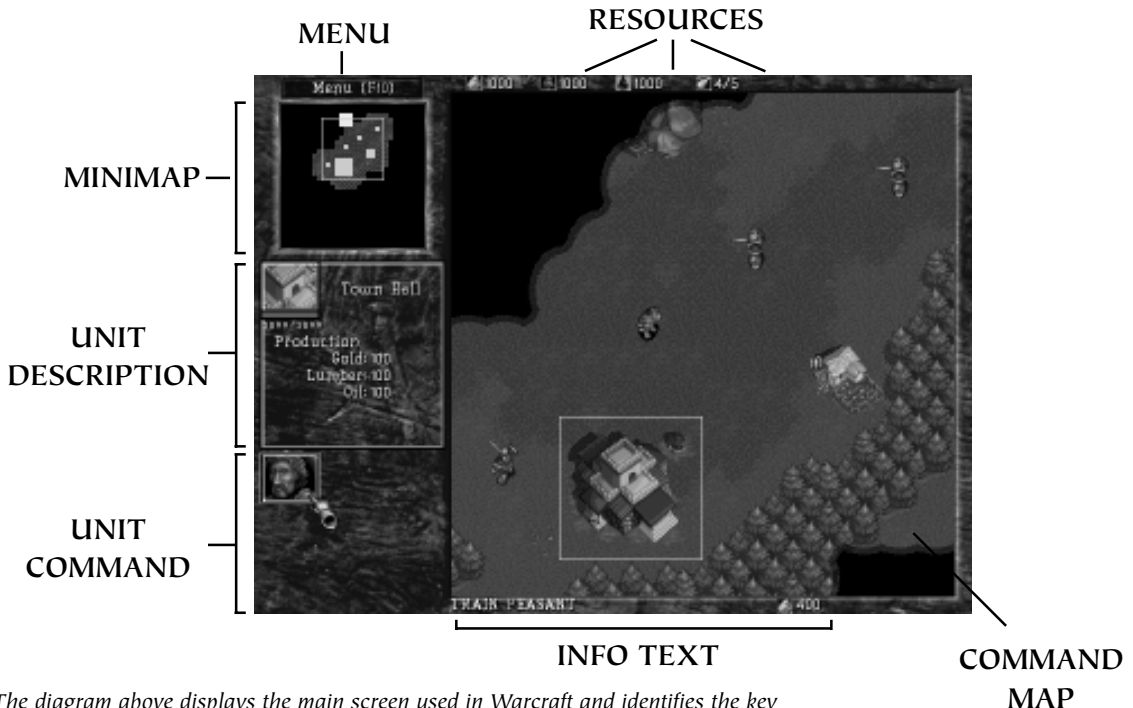 RESOURCES
MENU
1000 1000 1000 4/5
Menu (F10)
MINIMAP
Town Hall
Production
Gold: 100
Lumber: 100
Oil: 100
UNIT
DESCRIPTION
UNIT
COMMAND
TRAIN PEASANT 400
INFO TEXT
COMMAND
MAP
The diagram above displays the main screen used in Warcraft and identifies the key